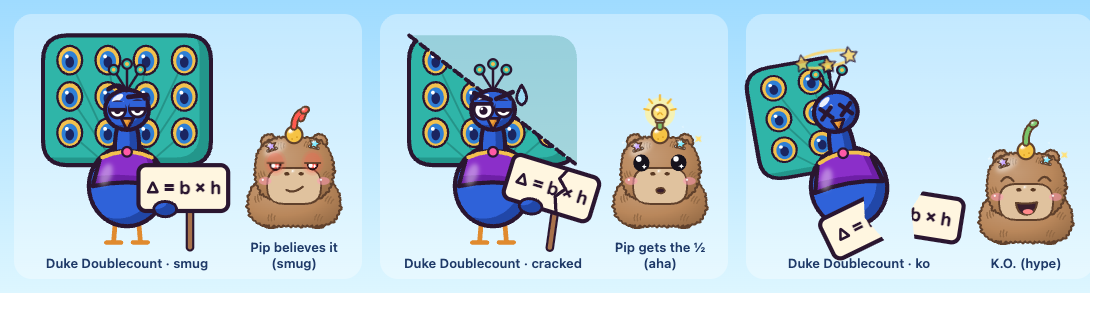 Δ = b × h
Pip believes it
(smug)
Duke Doublecount · smug
Δ = b × h
Pip gets the ½
(aha)
Duke Doublecount · cracked
Δ =
b × h
Duke Doublecount · ko
K.O. (hype)